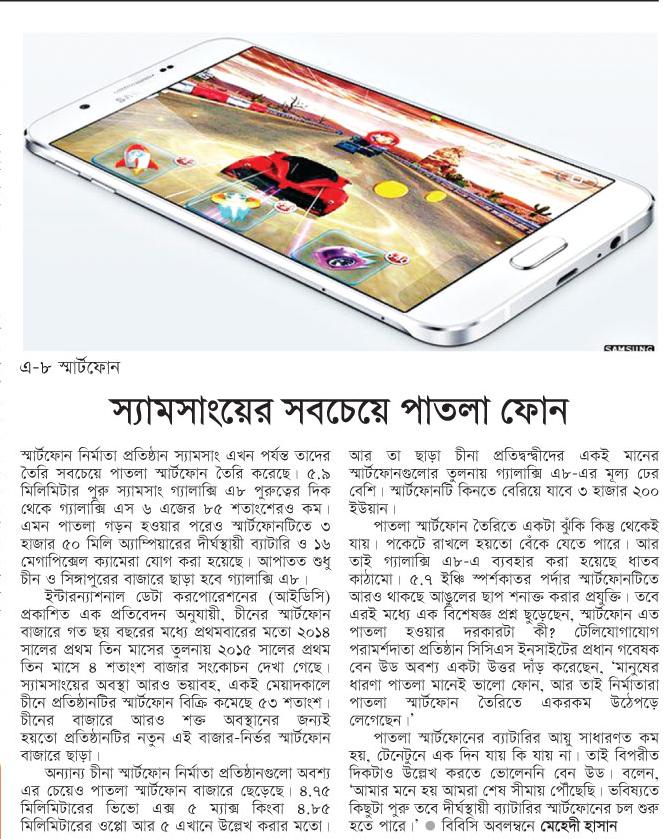 SAMSUNG
এ-৮ স্মার্টফোন
স্যামসাংয়ের সবচেয়ে পাতলা ফোন
স্মার্টফোন নির্মাতা প্রতিষ্ঠান স্যামসাং এখন পর্যন্ত তাদের
তৈরি সবচেয়ে পাতলা স্মার্টফোন তৈরি করেছে। ৫.৯
মিলিমিটার পুরু স্যামসাং গ্যালাক্সি এ৮ পুরুত্বের দিক
থেকে গ্যালাক্সি এস ৬ এজের ৮৫ শতাংশেরও কম।
এমন পাতলা গড়ন হওয়ার পরেও স্মার্টফোনটিতে ৩
হাজার ৫০ মিলি অ্যাম্পিয়ারের দীর্ঘস্থায়ী ব্যাটারি ও ১৬
মেগাপিক্সেল ক্যামেরা যোগ করা হয়েছে। আপাতত শুধু
চীন ও সিঙ্গাপুরের বাজারে ছাড়া হবে গ্যালাক্সি এ৮।
ইন্টারন্যাশনাল ডেটা করপোরেশনের (আইডিসি)
প্রকাশিত এক প্রতিবেদন অনুযায়ী, চীনের স্মার্টফোন
বাজারে গত ছয় বছরের মধ্যে প্রথমবারের মতো ২০১৪
সালের প্রথম তিন মাসের তুলনায় ২০১৫ সালের প্রথম
তিন মাসে ৪ শতাংশ বাজার সংকোচন দেখা গেছে।
স্যামসাংয়ের অবস্থা আরও ভয়াবহ, একই মেয়াদকালে
চীনে প্রতিষ্ঠানটির স্মার্টফোন বিক্রি কমেছে ৫৩ শতাংশ।
চীনের বাজারে আরও শক্ত অবস্থানের জন্যই
হয়তো প্রতিষ্ঠানটির নতুন এই বাজার-নির্ভর স্মার্টফোন
বাজারে ছাড়া।
অন্যান্য চীনা স্মার্টফোন নির্মাতা প্রতিষ্ঠানগুলো অবশ্য
এর চেয়েও পাতলা স্মার্টফোন বাজারে ছেড়েছে। ৪.৭৫
মিলিমিটারের ভিভো এক্স ৫ ম্যাক্স কিংবা ৪.৮৫
মিলিমিটারের ওপ্পো আর ৫ এখানে উল্লেখ করার মতো।
আর তা ছাড়া চীনা প্রতিদ্বন্দ্বীদের একই মানের
স্মার্টফোনগুলোর তুলনায় গ্যালাক্সি এ৮-এর মূল্য ঢের
বেশি। স্মার্টফোনটি কিনতে বেরিয়ে যাবে ৩ হাজার ২০০
ইউয়ান।
পাতলা স্মার্টফোন তৈরিতে একটা ঝুঁকি কিন্তু থেকেই
যায়। পকেটে রাখলে হয়তো বেঁকে যেতে পারে। আর
তাই গ্যালাক্সি এ৮-এ ব্যবহার করা হয়েছে ধাতব
কাঠামো। ৫.৭ ইঞ্চি স্পর্শকাতর পর্দার স্মার্টফোনটিতে
আরও থাকছে আঙুলের ছাপ শনাক্ত করার প্রযুক্তি। তবে
এরই মধ্যে এক বিশেষজ্ঞ প্রশ্ন ছুড়েছেন, স্মার্টফোন এত
পাতলা হওয়ার দরকারটা কী? টেলিযোগাযোগ
পরামর্শদাতা প্রতিষ্ঠান সিসিএস ইনসাইটের প্রধান গবেষক
বেন উড অবশ্য একটা উত্তর দাঁড় করেছেন, ‘মানুষের
ধারণা পাতলা মানেই ভালো ফোন, আর তাই নির্মাতারা
পাতলা স্মার্টফোন তৈরিতে একরকম উঠেপড়ে
লেগেছেন।’
পাতলা স্মার্টফোনের ব্যাটারির আয়ু সাধারণত কম
হয়, টেনেটুনে এক দিন যায় কি যায় না। তাই বিপরীত
দিকটাও উল্লেখ করতে ভোলেননি বেন উড। বলেন,
‘আমার মনে হয় আমরা শেষ সীমায় পৌঁছেছি। ভবিষ্যতে
কিছুটা পুরু তবে দীর্ঘস্থায়ী ব্যাটারির স্মার্টফোনের চল শুরু
হতে পারে।’ ● বিবিসি অবলম্বনে মেহেদী হাসান